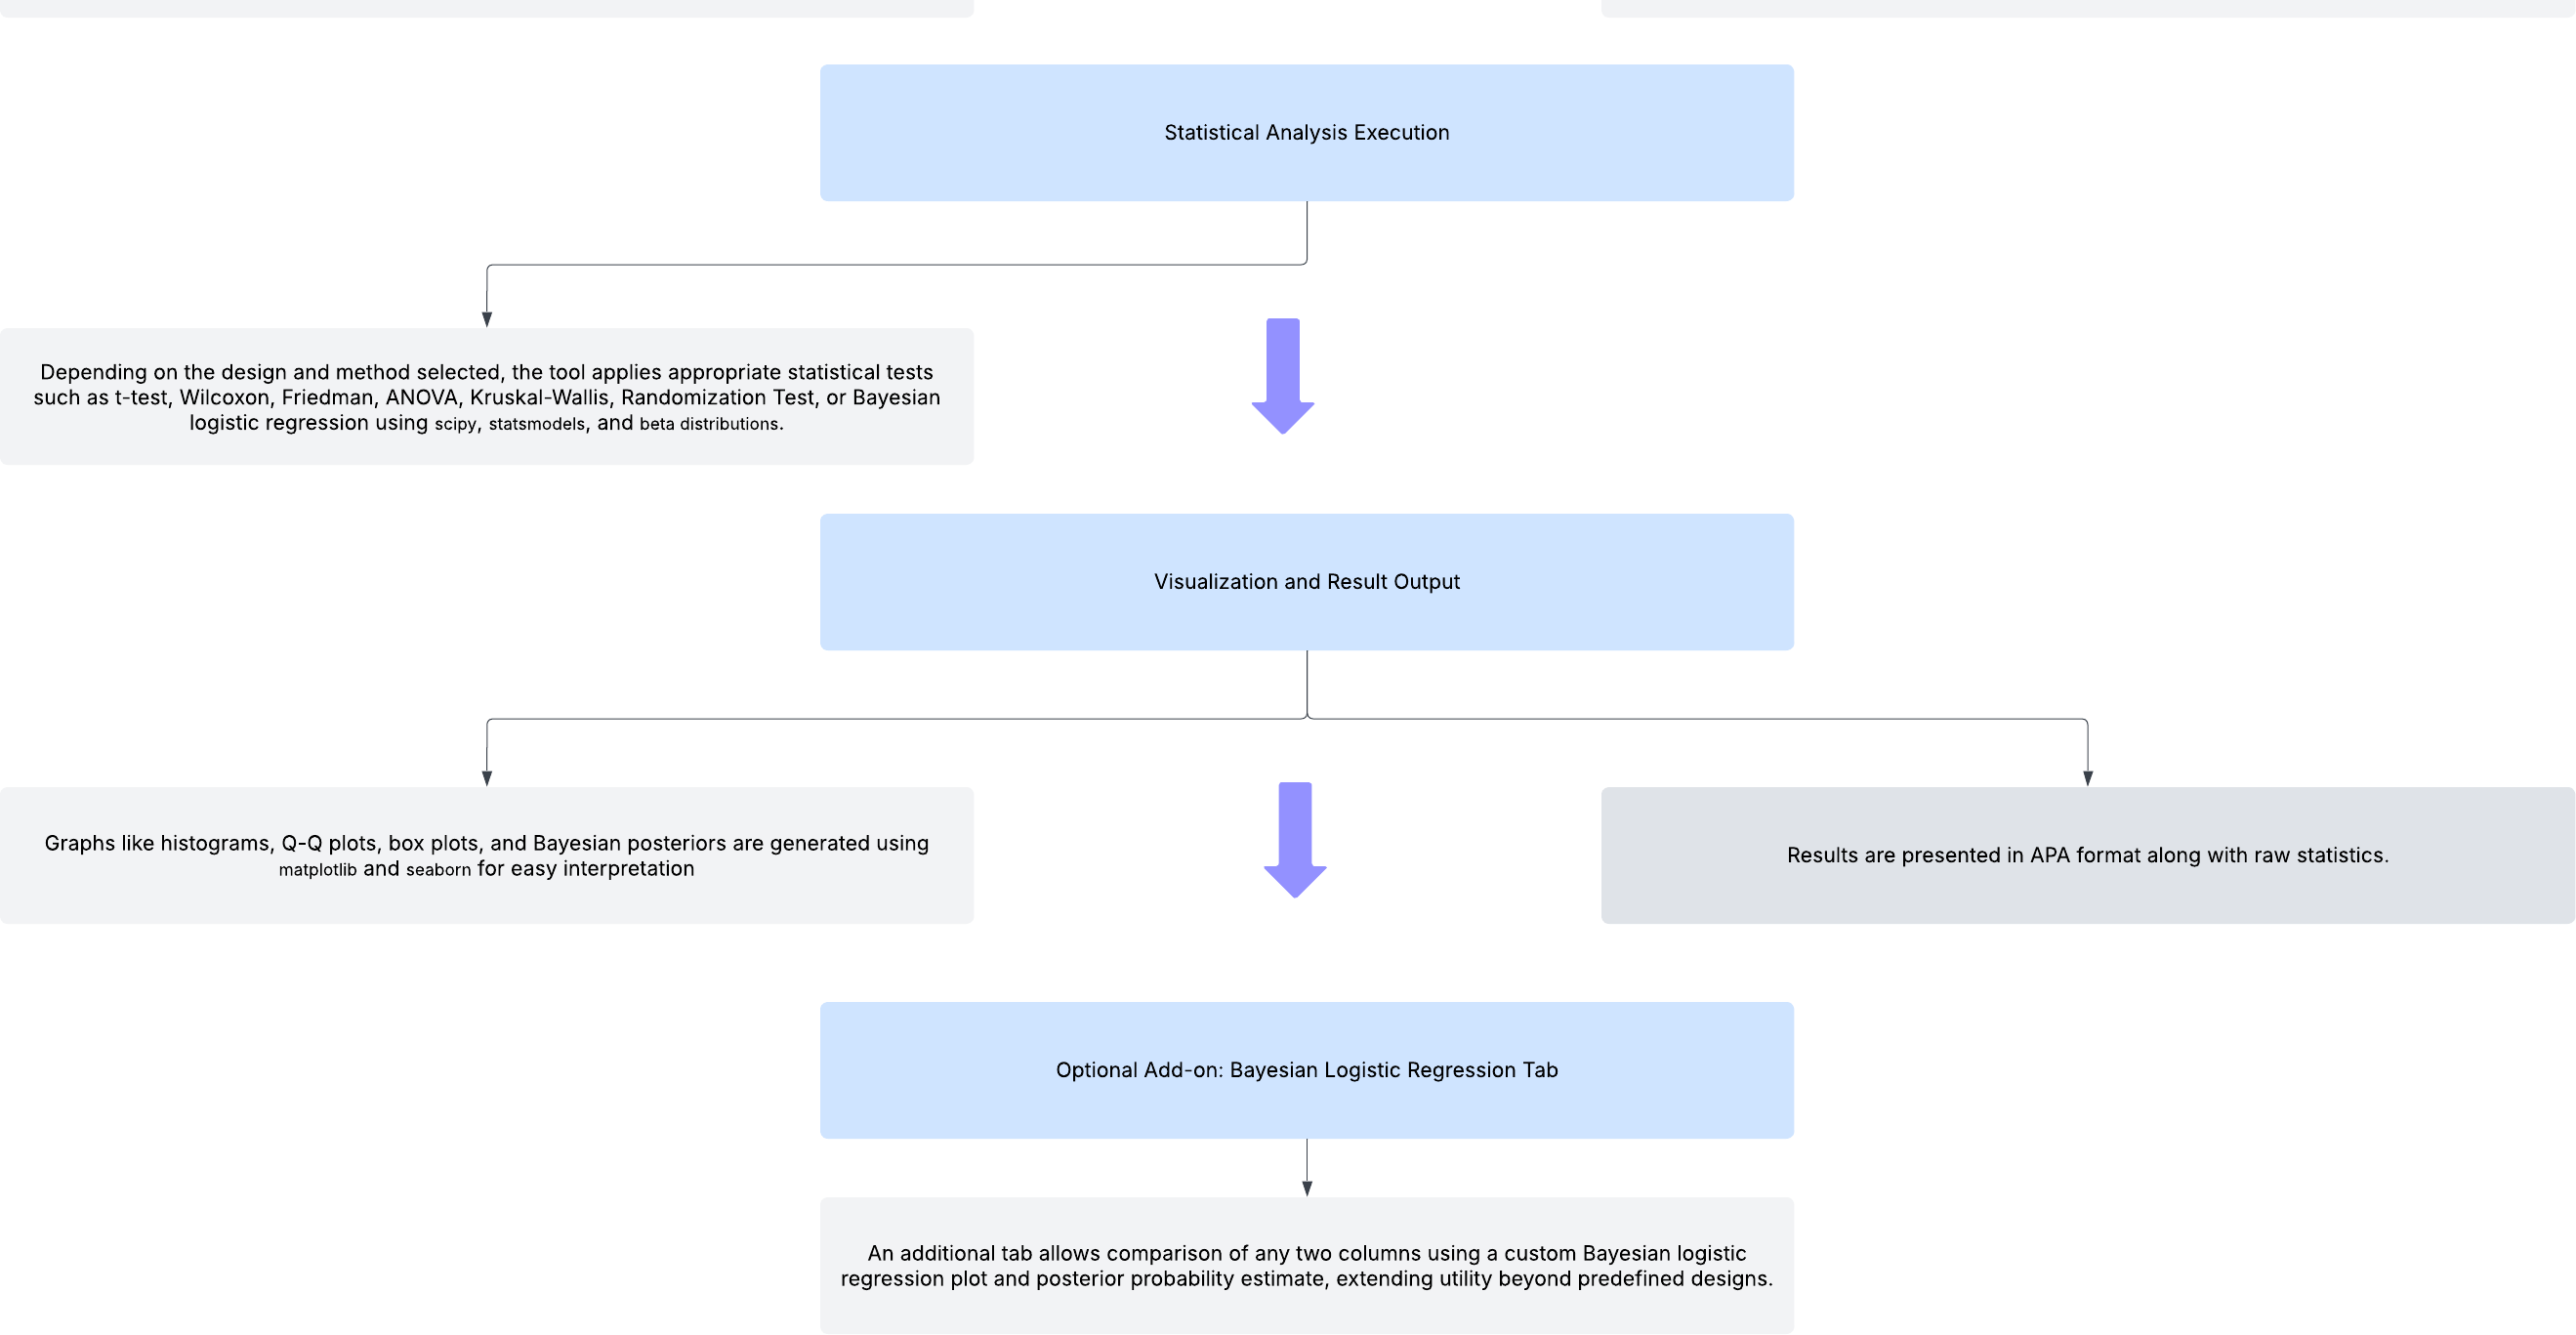 Statistical Analysis Execution
Depending on the design and method selected, the tool applies appropriate statistical tests
such as t-test, Wilcoxon, Friedman, ANOVA, Kruskal-Wallis, Randomization Test, or Bayesian
logistic regression using scipy, statsmodels, and beta distributions.
Visualization and Result Output
Graphs like histograms, Q-Q plots, box plots, and Bayesian posteriors are generated using
matplotlib and seaborn for easy interpretation
Results are presented in APA format along with raw statistics.
Optional Add-on: Bayesian Logistic Regression Tab
An additional tab allows comparison of any two columns using a custom Bayesian logistic
regression plot and posterior probability estimate, extending utility beyond predefined designs.